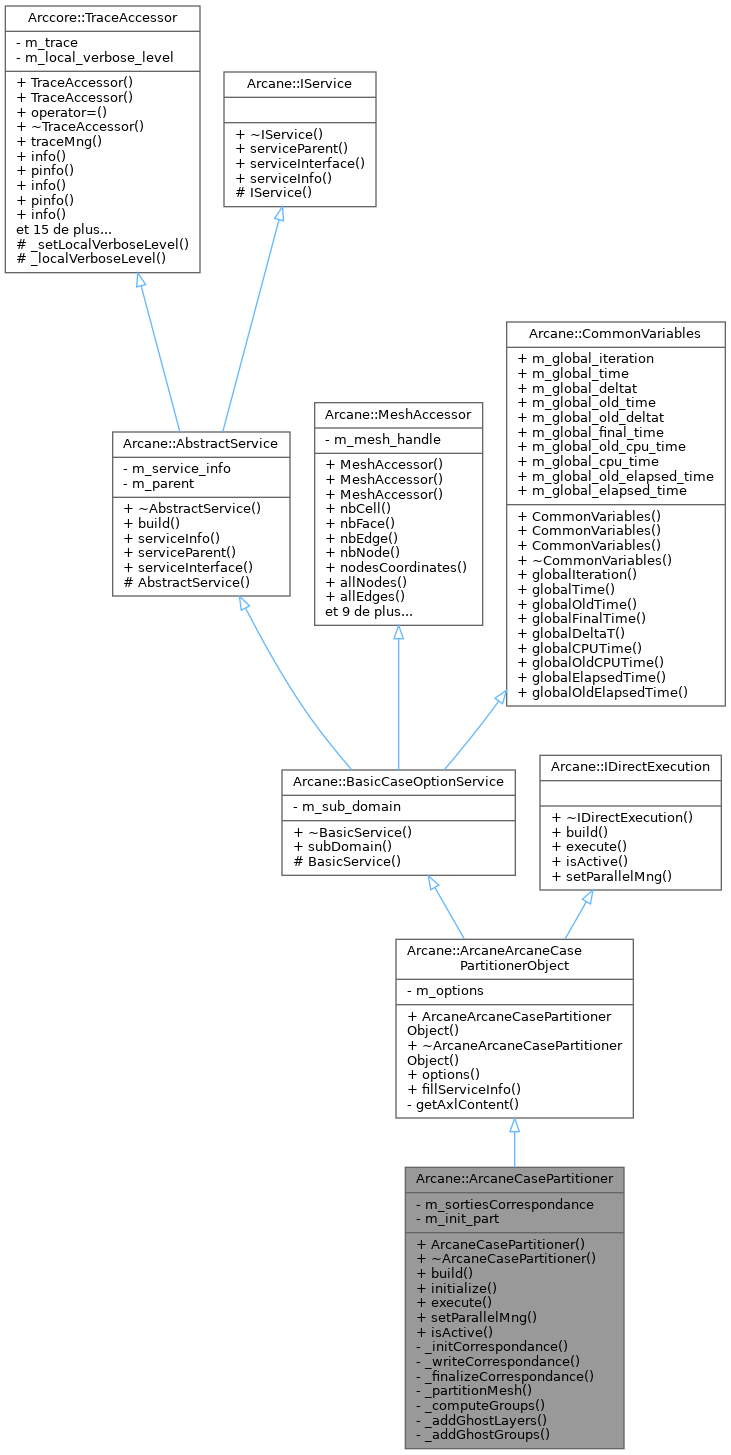 Arccore::TraceAccessor
- m_trace
- m_local_verbose_level
+ TraceAccessor()
+ TraceAccessor()
+ operator=()
+ ~TraceAccessor()
+ traceMng()
+ info()
+ pinfo()
+ info()
+ pinfo()
+ info()
et 15 de plus...
# _setLocalVerboseLevel()
# _localVerboseLevel()
Arcane::IService
+ ~IService()
+ serviceParent()
+ serviceInterface()
+ serviceInfo()
# IService()
Arcane::CommonVariables
+ m_global_iteration
+ m_global_time
+ m_global_deltat
+ m_global_old_time
+ m_global_old_deltat
+ m_global_final_time
+ m_global_old_cpu_time
+ m_global_cpu_time
+ m_global_old_elapsed_time
+ m_global_elapsed_time
+ CommonVariables()
+ CommonVariables()
+ CommonVariables()
+ ~CommonVariables()
+ globalIteration()
+ globalTime()
+ globalOldTime()
+ globalFinalTime()
+ globalDeltaT()
+ globalCPUTime()
+ globalOldCPUTime()
+ globalElapsedTime()
+ globalOldElapsedTime()
Arcane::MeshAccessor
- m_mesh_handle
+ MeshAccessor()
+ MeshAccessor()
+ MeshAccessor()
+ nbCell()
+ nbFace()
+ nbEdge()
+ nbNode()
+ nodesCoordinates()
+ allNodes()
+ allEdges()
et 9 de plus...
Arcane::AbstractService
- m_service_info
- m_parent
+ ~AbstractService()
+ build()
+ serviceInfo()
+ serviceParent()
+ serviceInterface()
# AbstractService()
Arcane::BasicCaseOptionService
- m_sub_domain
+ ~BasicService()
+ subDomain()
# BasicService()
Arcane::IDirectExecution
+ ~IDirectExecution()
+ build()
+ execute()
+ isActive()
+ setParallelMng()
Arcane::ArcaneArcaneCase
PartitionerObject
- m_options
+ ArcaneArcaneCasePartitioner
Object()
+ ~ArcaneArcaneCasePartitioner
Object()
+ options()
+ fillServiceInfo()
- getAxlContent()
Arcane::ArcaneCasePartitioner
- m_sortiesCorrespondance
- m_init_part
+ ArcaneCasePartitioner()
+ ~ArcaneCasePartitioner()
+ build()
+ initialize()
+ execute()
+ setParallelMng()
+ isActive()
- _initCorrespondance()
- _writeCorrespondance()
- _finalizeCorrespondance()
- _partitionMesh()
- _computeGroups()
- _addGhostLayers()
- _addGhostGroups()